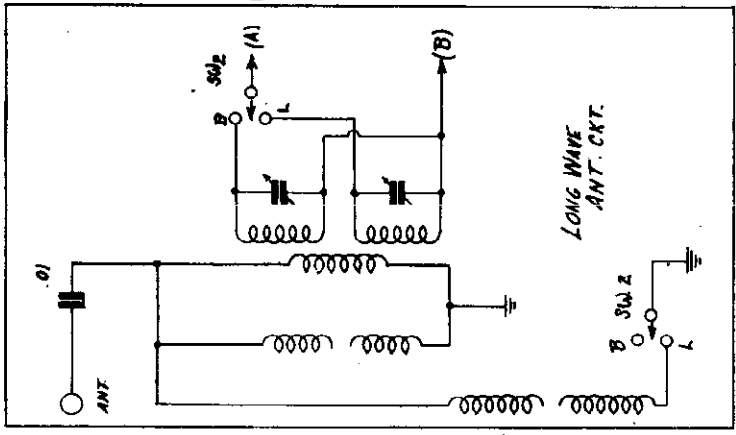 SW2
(A)
(B)
B
L
LONG WAVE
ANT. CKT.
.01
ANT.
SW. 2
B
L